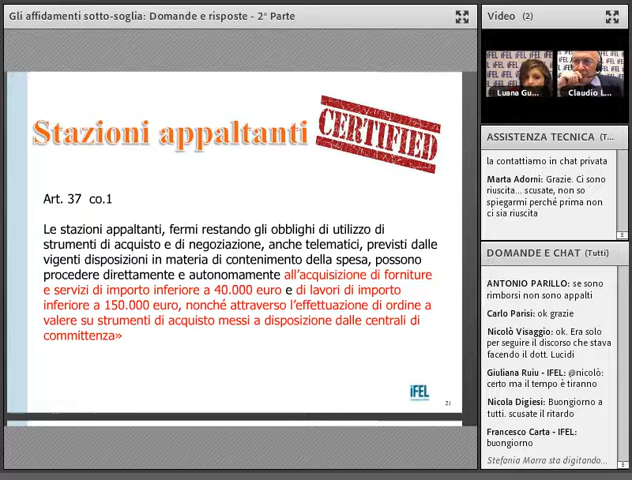 Gli affidamenti sotto-soglia: Domande e risposte - 2° Parte
Stazioni appaltanti
CERTIFIED
Art. 37 co.1
Le stazioni appaltanti, fermi restando gli obblighi di utilizzo di
strumenti di acquisto e di negoziazione, anche telematici, previsti dalle
vigenti disposizioni in materia di contenimento della spesa, possono
procedere direttamente e autonomamente all'acquisizione di forniture
e servizi di importo inferiore a 40.000 euro e di lavori di importo
inferiore a 150.000 euro, nonché attraverso l'effettuazione di ordine a
valere su strumenti di acquisto messi a disposizione dalle centrali di
committenza»
iFEL
21
Video (2)
Luana Gu...
Claudio L...
ASSISTENZA TECNICA (T...
la contattiamo in chat privata
Marta Adorni: Grazie. Ci sono
riuscita... scusate, non so
spiegarmi perché prima non
ci sia riuscita
DOMANDE E CHAT (Tutti)
ANTONIO PARILLO: se sono
rimborsi non sono appalti
Carlo Parisi: ok grazie
Nicolò Visaggio: ok. Era solo
per seguire il discorso che stava
facendo il dott. Lucidi
Giuliana Ruiu - IFEL: @nicolò:
certo ma il tempo è tiranno
Nicola Digiesi: Buongiorno a
tutti. scusate il ritardo
Francesco Carta - IFEL:
buongiorno
Stefania Marra sta digitando...